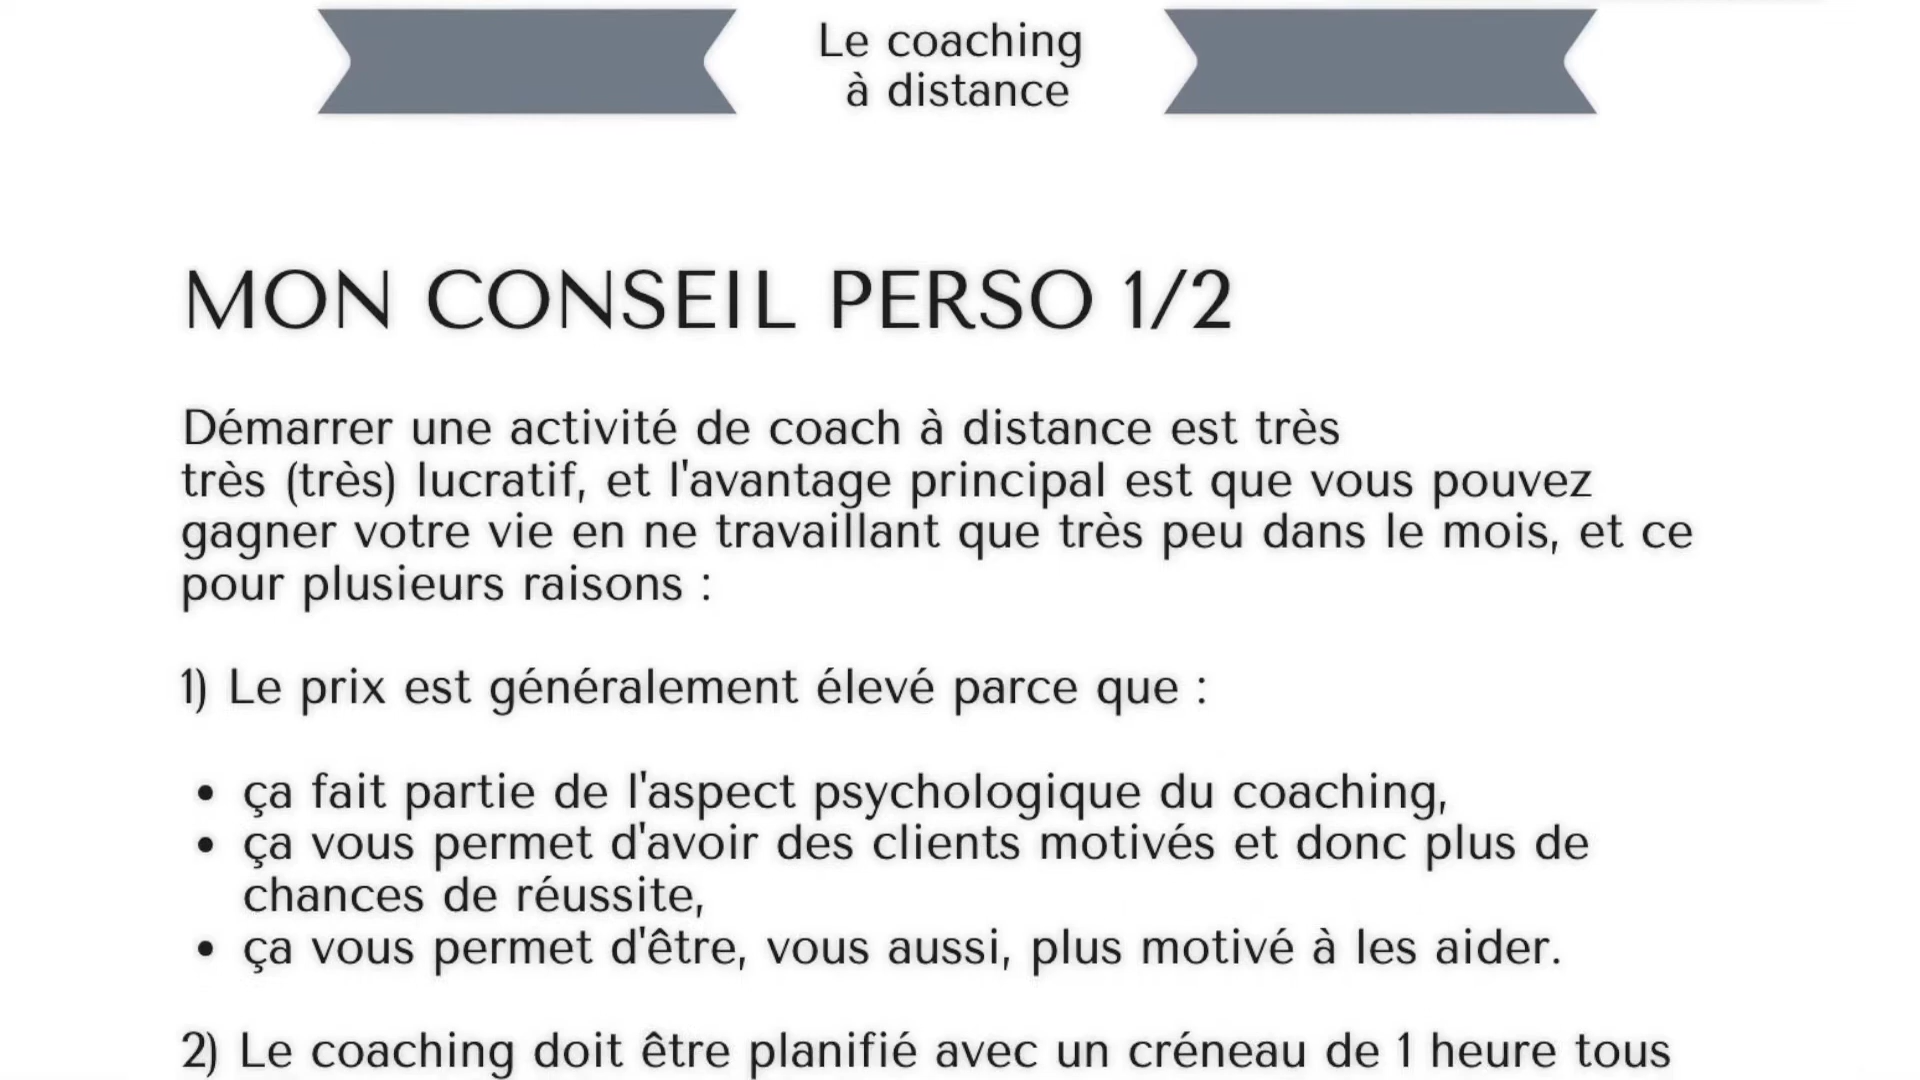 Le coaching
à distance
MON CONSEIL PERSO 1/2
Démarrer une activité de coach à distance est très
très (très) lucratif, et l'avantage principal est que vous pouvez
gagner votre vie en ne travaillant que très peu dans le mois, et ce
pour plusieurs raisons :
1) Le prix est généralement élevé parce que :
• ça fait partie de l'aspect psychologique du coaching,
• ça vous permet d'avoir des clients motivés et donc plus de
chances de réussite,
• ça vous permet d'être, vous aussi, plus motivé à les aider.
2) Le coaching doit être planifié avec un créneau de 1 heure tous